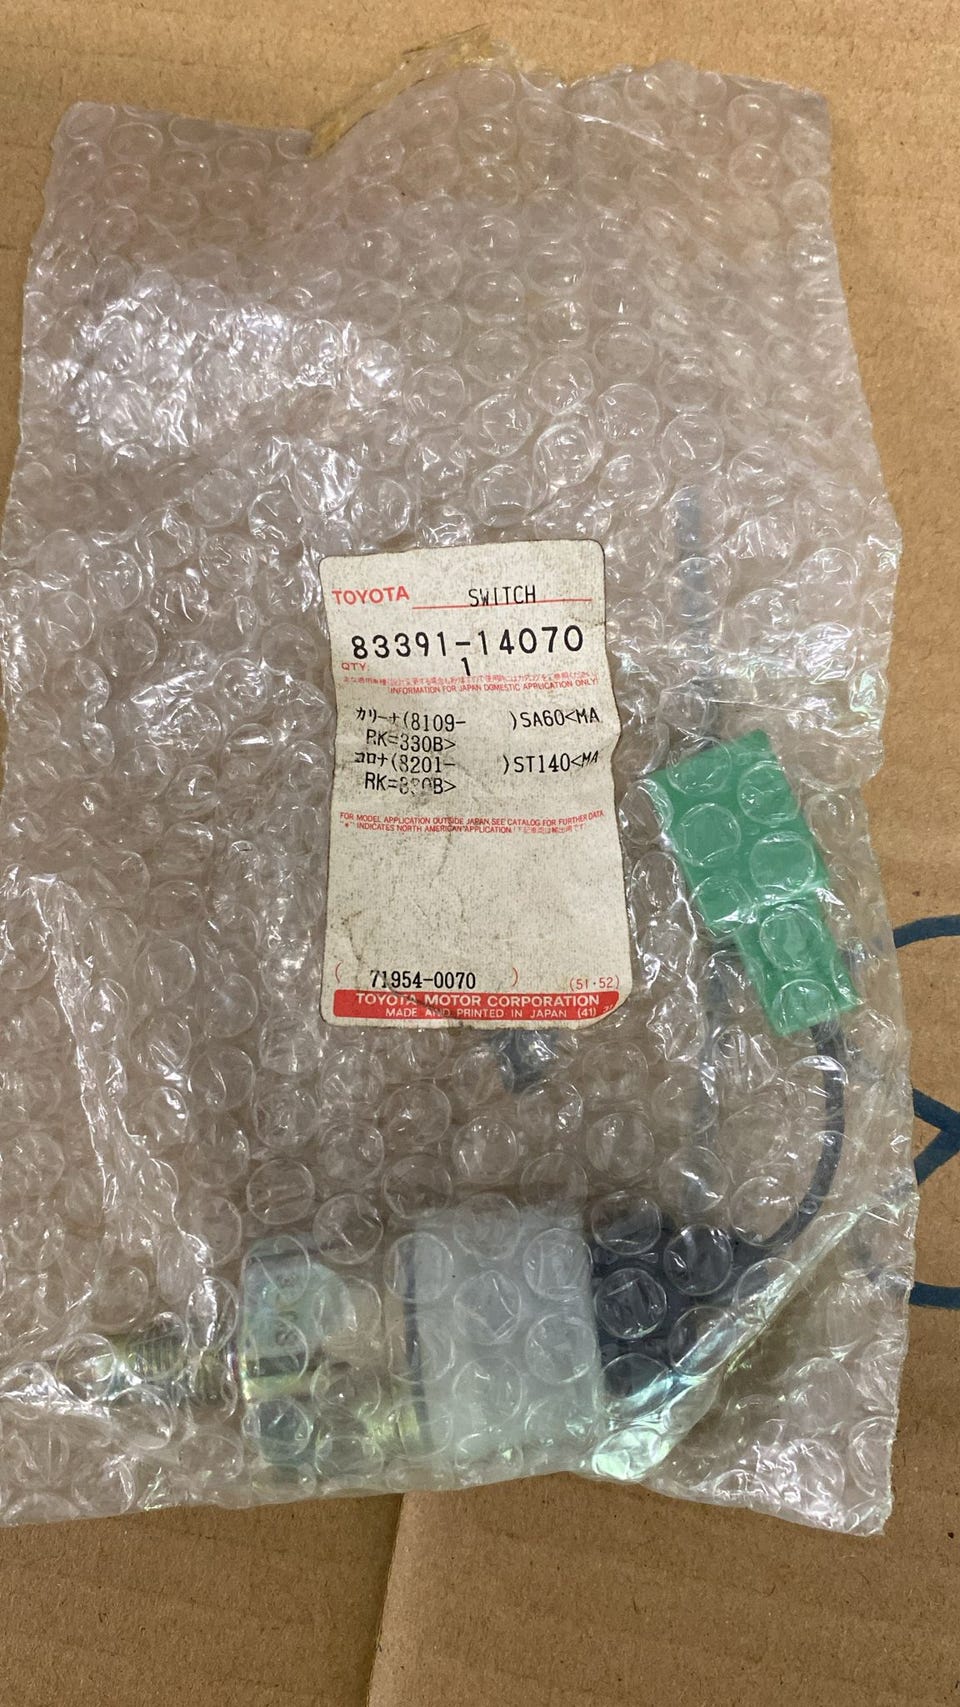 TOYOTA SWITCH
83391-14070
QTY. 1
INFORMATION FOR JAPAN DOMESTIC APPLICATION ONLY
カリーナ(8109- )SA60<MA
RK=330B>
コロナ(8201- )ST140<MA
FOR MODEL APPLICATION OUTSIDE JAPAN, SEE CATALOG FOR FURTHER DATA
"*" INDICATES NORTH AMERICAN APPLICATION
( 71954-0070 ) (51·52)
TOYOTA MOTOR CORPORATION
MADE AND PRINTED IN JAPAN (41)